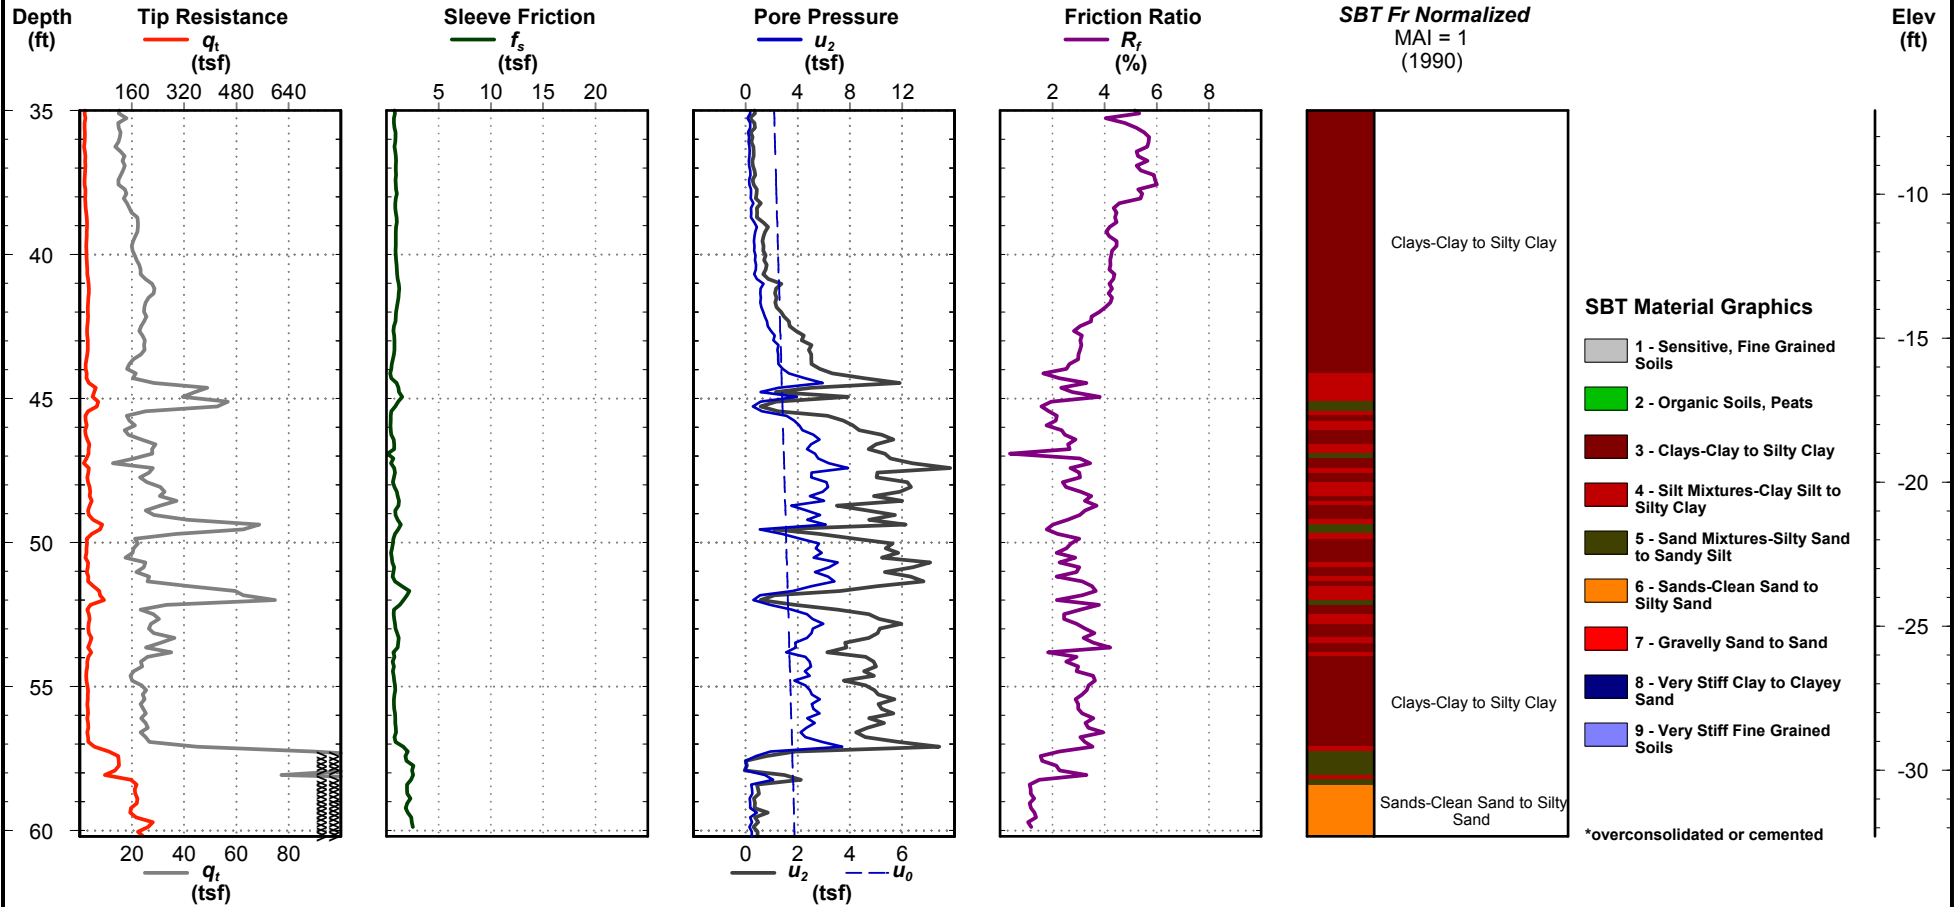 Depth
(ft)
Tip Resistance
qt
(tsf)
160 320 480 640
Sleeve Friction
fs
(tsf)
5 10 15 20
Pore Pressure
u2
(tsf)
0 4 8 12
Friction Ratio
Rf
(%)
2 4 6 8
SBT Fr Normalized
MAI = 1
(1990)
Elev
(ft)
35
40
45
50
55
60
Clays-Clay to Silty Clay
Clays-Clay to Silty Clay
Sands-Clean Sand to Silty
Sand
SBT Material Graphics
1 - Sensitive, Fine Grained
Soils
2 - Organic Soils, Peats
3 - Clays-Clay to Silty Clay
4 - Silt Mixtures-Clay Silt to
Silty Clay
5 - Sand Mixtures-Silty Sand
to Sandy Silt
6 - Sands-Clean Sand to
Silty Sand
7 - Gravelly Sand to Sand
8 - Very Stiff Clay to Clayey
Sand
9 - Very Stiff Fine Grained
Soils
*overconsolidated or cemented
-10
-15
-20
-25
-30
20 40 60 80
qt
(tsf)
0 2 4 6
u2 u0
(tsf)